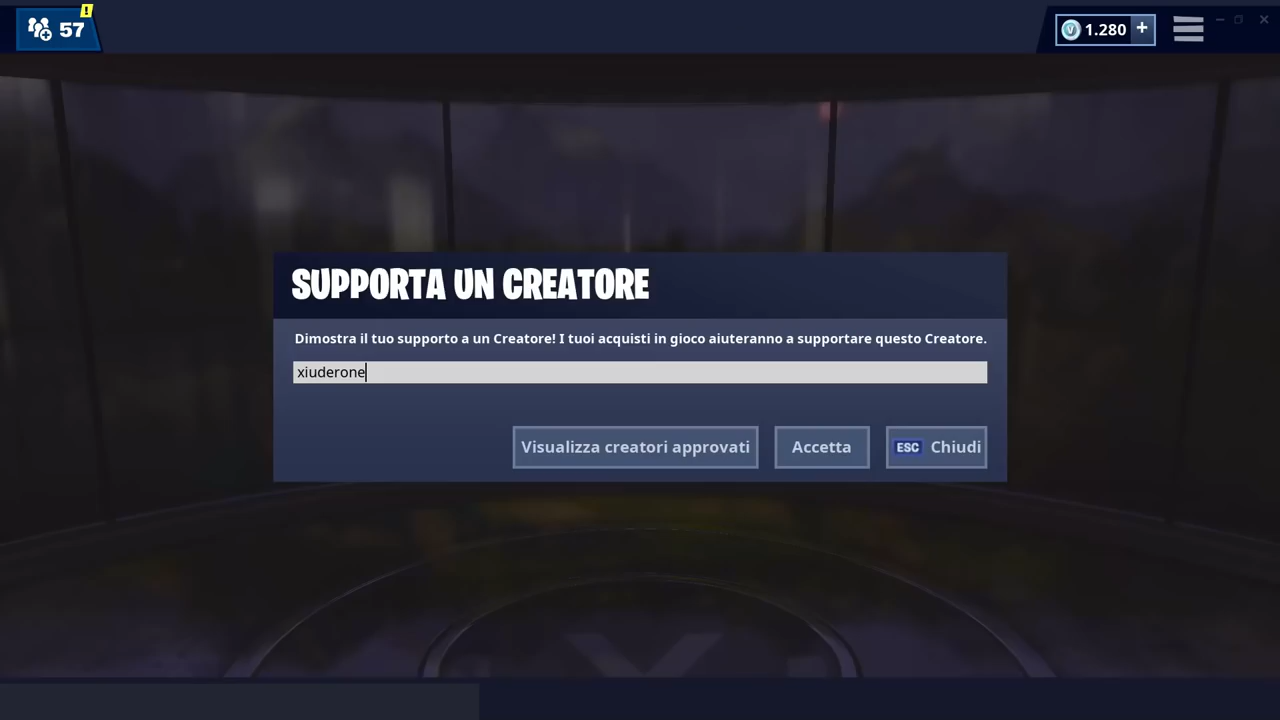 57
!
1.280 +
SUPPORTA UN CREATORE
Dimostra il tuo supporto a un Creatore! I tuoi acquisti in gioco aiuteranno a supportare questo Creatore.
xiuderone
Visualizza creatori approvati
Accetta
ESC Chiudi